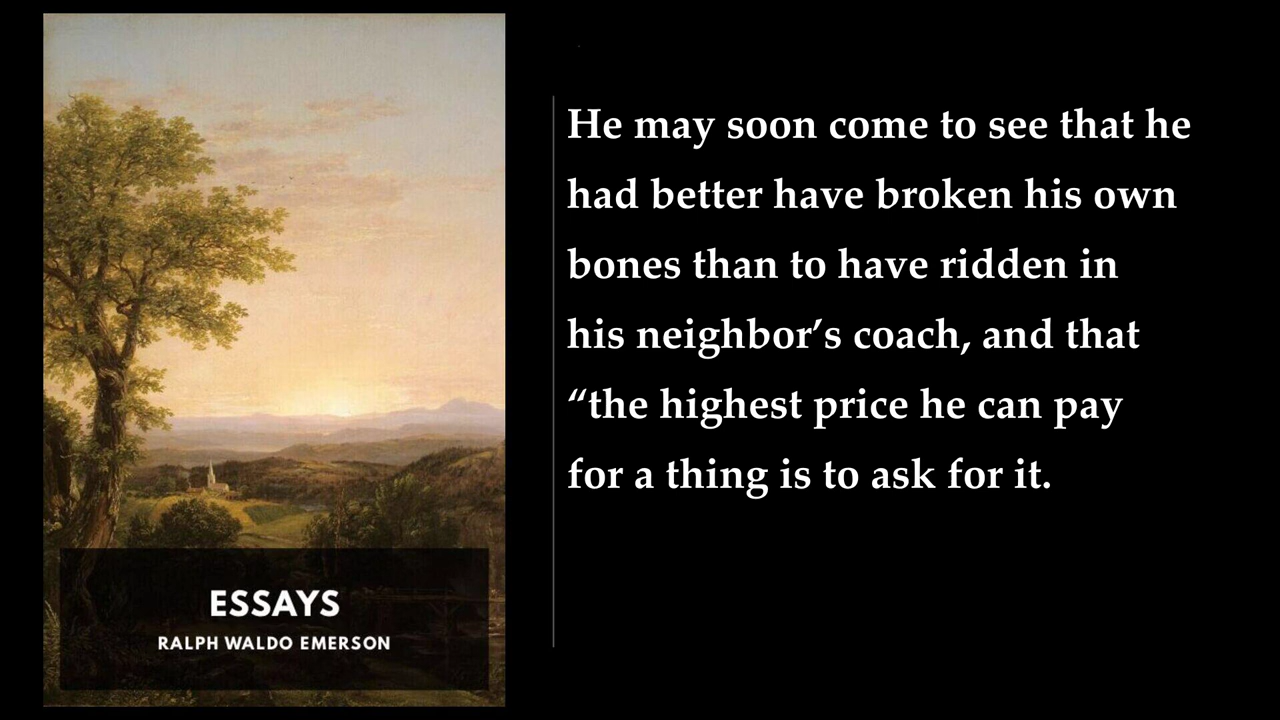 ESSAYS
RALPH WALDO EMERSON
He may soon come to see that he
had better have broken his own
bones than to have ridden in
his neighbor’s coach, and that
“the highest price he can pay
for a thing is to ask for it.